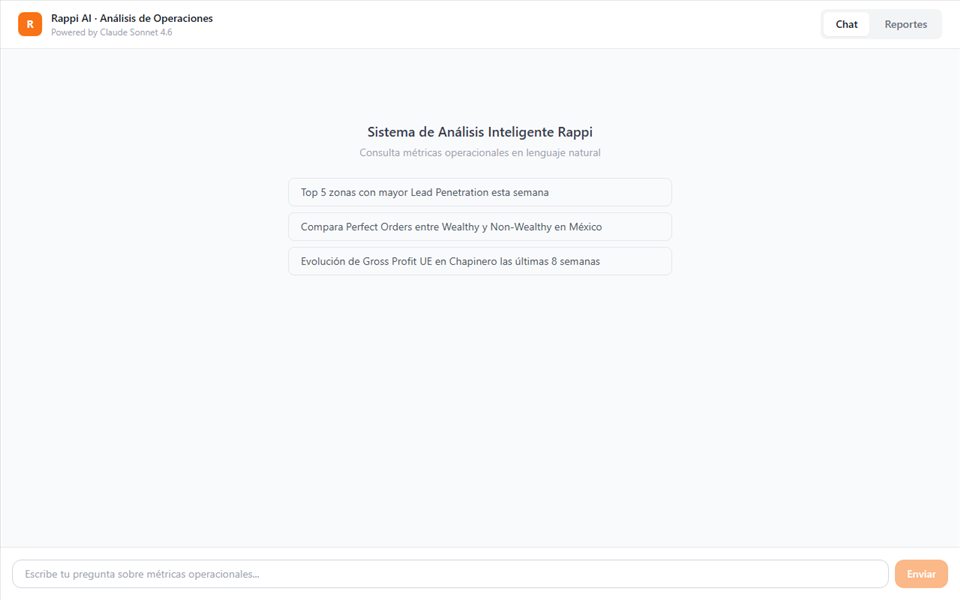 R
Rappi AI · Análisis de Operaciones
Powered by Claude Sonnet 4.6
Chat
Reportes
Sistema de Análisis Inteligente Rappi
Consulta métricas operacionales en lenguaje natural
Top 5 zonas con mayor Lead Penetration esta semana
Compara Perfect Orders entre Wealthy y Non-Wealthy en México
Evolución de Gross Profit UE en Chapinero las últimas 8 semanas
Escribe tu pregunta sobre métricas operacionales...
Enviar